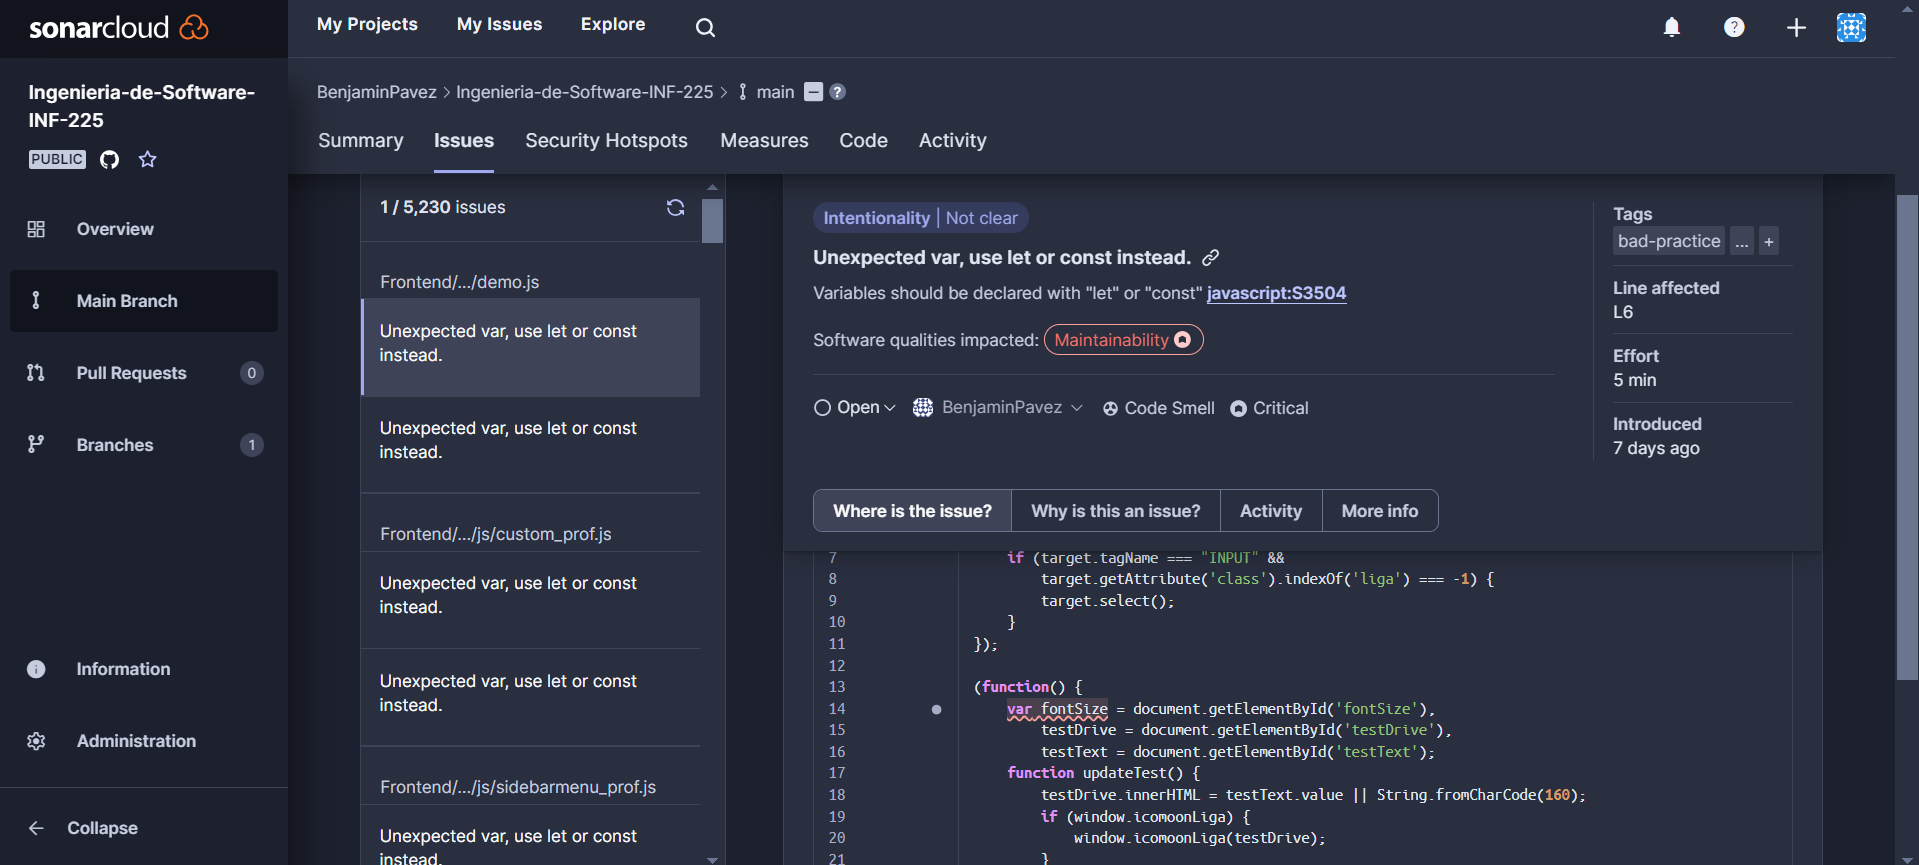 sonarcloud
My Projects
My Issues
Explore
Ingenieria-de-Software-
INF-225
PUBLIC
Overview
Main Branch
Pull Requests 0
Branches 1
Information
Administration
Collapse
BenjaminPavez > Ingenieria-de-Software-INF-225 > main
Summary
Issues
Security Hotspots
Measures
Code
Activity
1 / 5,230 issues
Frontend/.../demo.js
Unexpected var, use let or const
instead.
Unexpected var, use let or const
instead.
Frontend/.../js/custom_prof.js
Unexpected var, use let or const
instead.
Unexpected var, use let or const
instead.
Frontend/.../js/sidebarmenu_prof.js
Unexpected var, use let or const
instead.
Intentionality | Not clear
Unexpected var, use let or const instead.
Variables should be declared with "let" or "const" javascript:S3504
Software qualities impacted: Maintainability
Open
BenjaminPavez
Code Smell
Critical
Tags
bad-practice ... +
Line affected
L6
Effort
5 min
Introduced
7 days ago
Where is the issue?
Why is this an issue?
Activity
More info
7 if (target.tagName === "INPUT" &&
8 target.getAttribute('class').indexOf('liga') === -1) {
9 target.select();
10 }
11 });
12
13 (function() {
14 var fontSize = document.getElementById('fontSize'),
15 testDrive = document.getElementById('testDrive'),
16 testText = document.getElementById('testText');
17 function updateTest() {
18 testDrive.innerHTML = testText.value || String.fromCharCode(160);
19 if (window.icomoonLiga) {
20 window.icomoonLiga(testDrive);
21 }